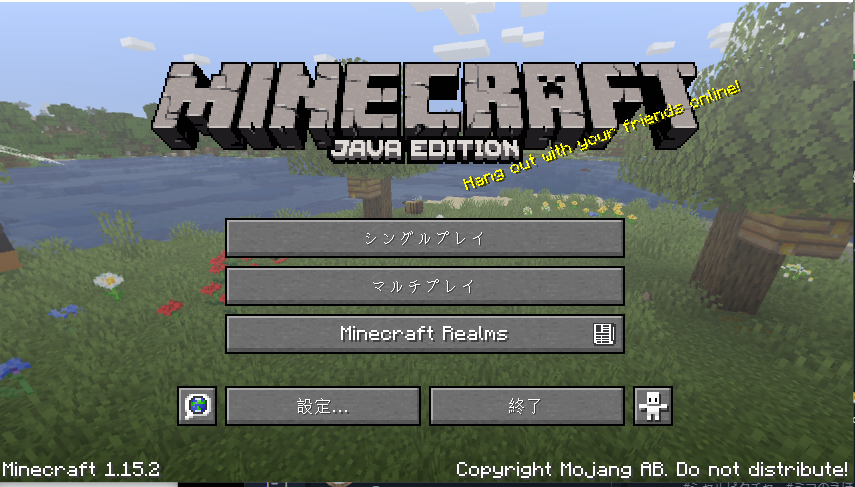 MINECRAFT
JAVA EDITION
Hang out with your friends online!
シングルプレイ
マルチプレイ
Minecraft Realms
設定...
終了
Minecraft 1.15.2
Copyright Mojang AB. Do not distribute!